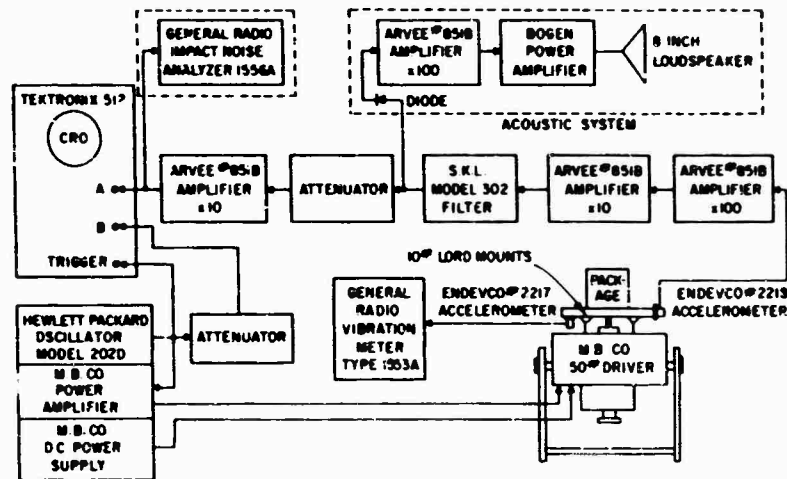 GENERAL RADIO
IMPACT NOISE
ANALYZER 1556A
ARVEE #851B
AMPLIFIER
x100
BOGEN
POWER
AMPLIFIER
8 INCH
LOUDSPEAKER
DIODE
ACOUSTIC SYSTEM
TEKTRONIX 512
CRO
A
B
TRIGGER
ARVEE #851B
AMPLIFIER
x10
ATTENUATOR
S.K.L.
MODEL 302
FILTER
ARVEE #851B
AMPLIFIER
x10
ARVEE #851B
AMPLIFIER
x100
10# LORD MOUNTS
PACK-
AGE
ENDEVCO #2217
ACCELEROMETER
ENDEVCO #2213
ACCELEROMETER
GENERAL
RADIO
VIBRATION
METER
TYPE 1553A
M.B. CO
50# DRIVER
HEWLETT PACKARD
OSCILLATOR
MODEL 202D
ATTENUATOR
M.B. CO
POWER
AMPLIFIER
M.B. CO
DC POWER
SUPPLY